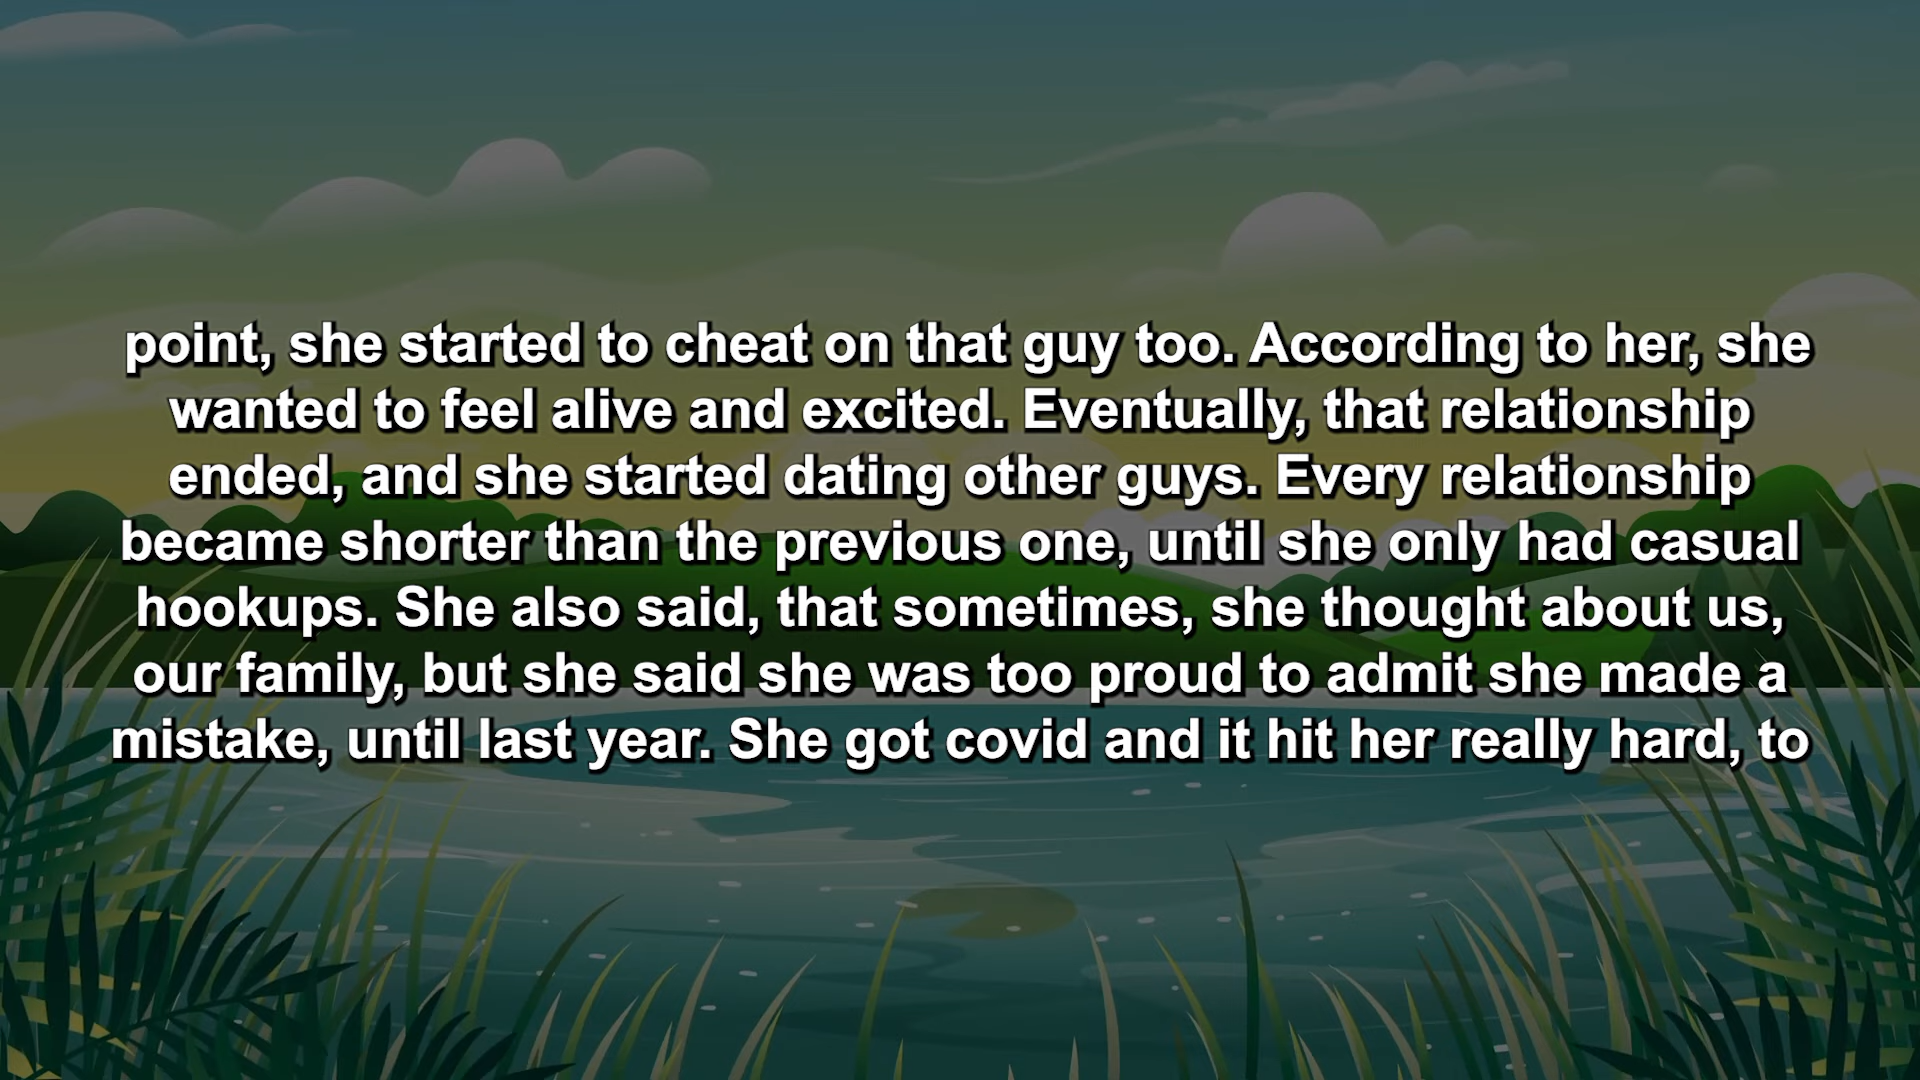 point, she started to cheat on that guy too. According to her, she
wanted to feel alive and excited. Eventually, that relationship
ended, and she started dating other guys. Every relationship
became shorter than the previous one, until she only had casual
hookups. She also said, that sometimes, she thought about us,
our family, but she said she was too proud to admit she made a
mistake, until last year. She got covid and it hit her really hard, to